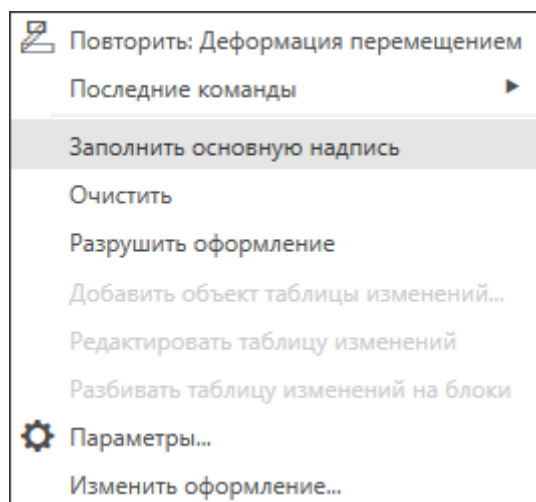 Повторить: Деформация перемещением
Последние команды
Заполнить основную надпись
Очистить
Разрушить оформление
Добавить объект таблицы изменений...
Редактировать таблицу изменений
Разбивать таблицу изменений на блоки
Параметры...
Изменить оформление...